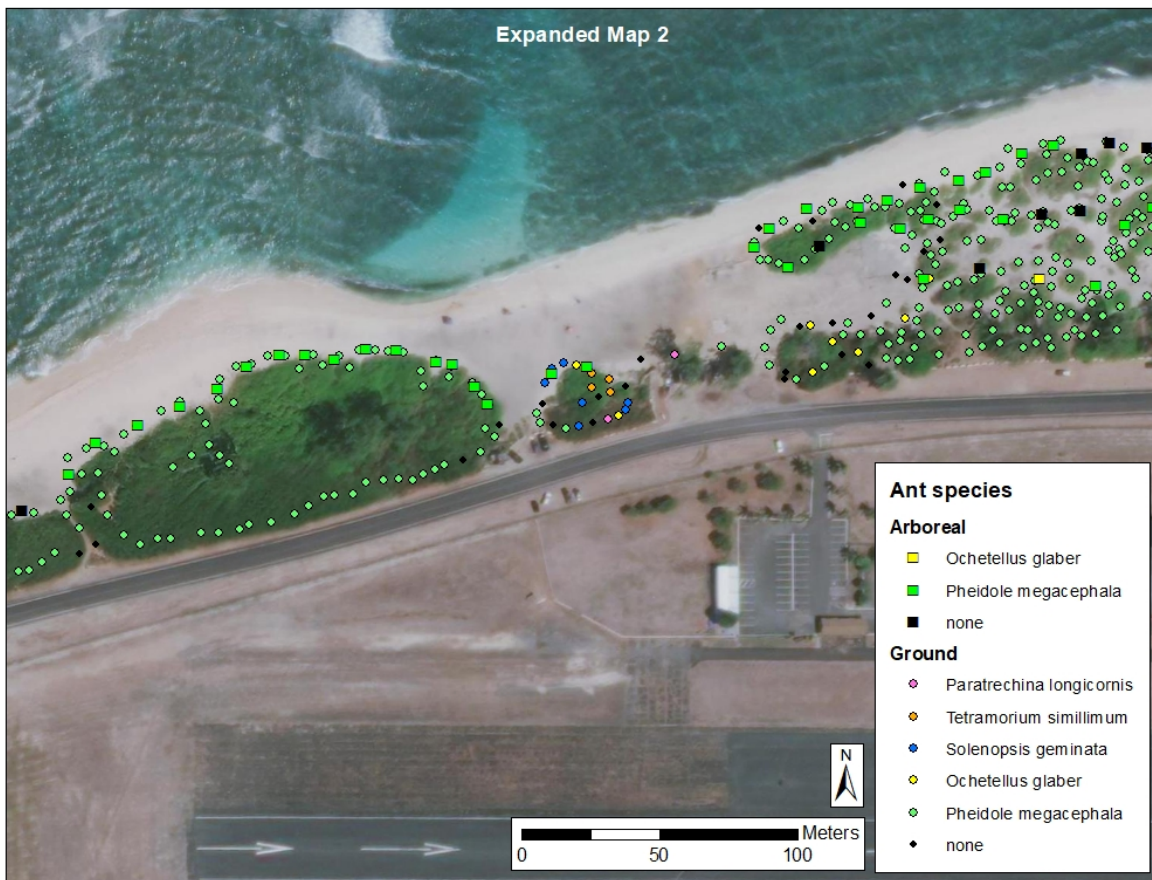 Expanded Map 2
Ant species
Arboreal
Ochetellus glaber
Pheidole megacephala
none
Ground
Paratrechina longicornis
Tetramorium simillimum
Solenopsis geminata
Ochetellus glaber
Pheidole megacephala
none
N
Meters
0 50 100